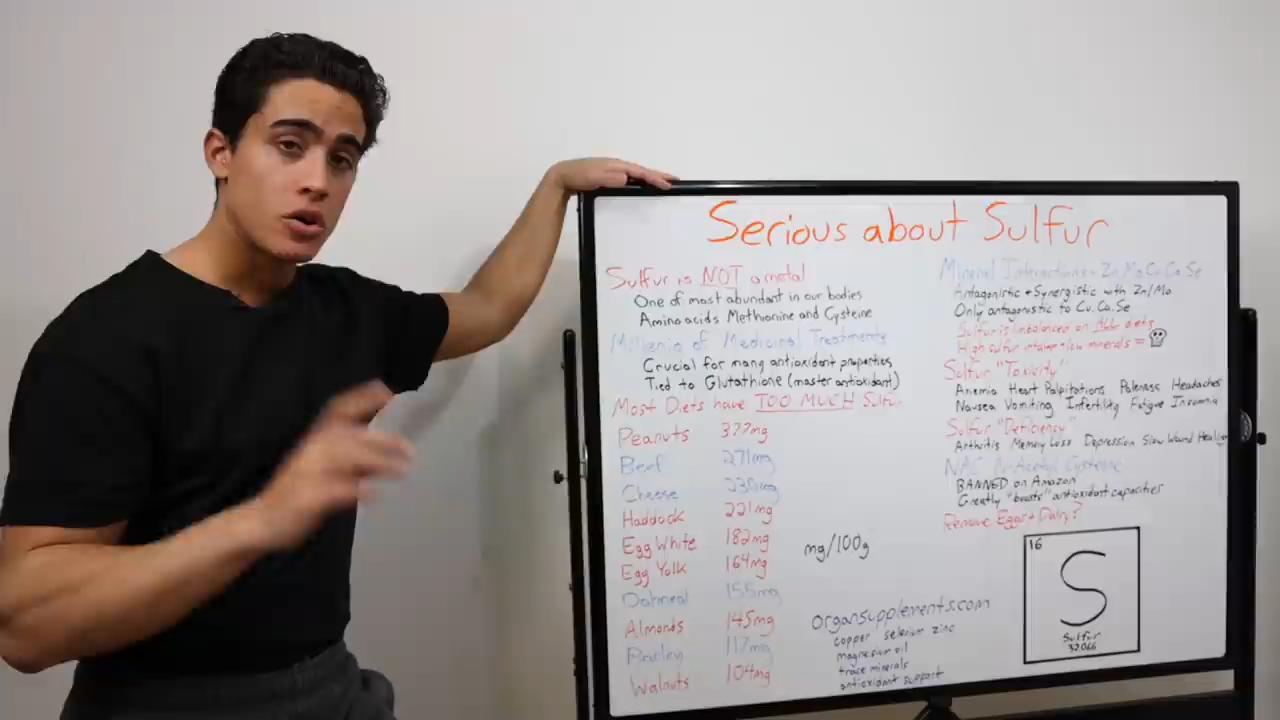 Serious about Sulfur
Sulfur is NOT a metal
One of most abundant in our bodies
Amino acids Methionine and Cysteine
Millenia of Medicinal Treatments
Crucial for many antioxidant properties
Tied to Glutathione (master antioxidant)
Most Diets have TOO MUCH Sulfur
Peanuts 377mg
Beef 271mg
Cheese 230mg
Haddock 221mg
Egg White 182mg
Egg Yolk 164mg
Oatmeal 155mg
Almonds 145mg
Barley 117mg
Walnuts 104mg
mg/100g
organsupplements.com
copper selenium zinc
magnesium oil
trace minerals
antioxidant support
Mineral Interactions - Zn Mo Cu Ca Se
Antagonistic + Synergistic with Zn/Mo
Only antagonistic to Cu, Ca, Se
Sulfur is imbalanced on ALL diets
High sulfur intake + low minerals =
Sulfur "Toxicity"
Anemia Heart Palpitations Paleness Headaches
Nausea Vomiting Infertility Fatigue Insomnia
Sulfur "Deficiency"
Arthritis Memory Loss Depression Slow Wound Healing
NAC N-Acetyl Cysteine
BANNED on Amazon
Greatly "boosts" antioxidant capacities
Remove Eggs + Dairy?
16
S
Sulfur
32.066